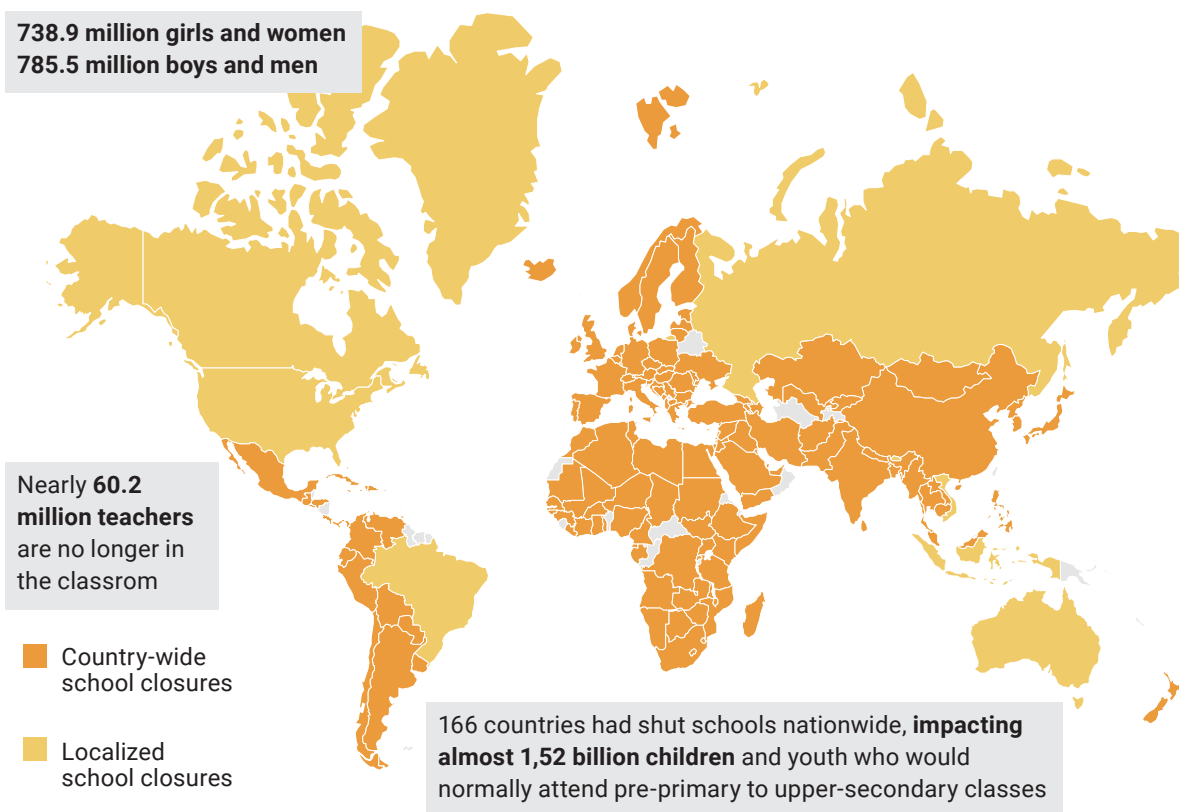 738.9 million girls and women
785.5 million boys and men
Nearly 60.2
million teachers
are no longer in
the classrom
Country-wide
school closures
Localized
school closures
166 countries had shut schools nationwide, impacting
almost 1,52 billion children and youth who would
normally attend pre-primary to upper-secondary classes